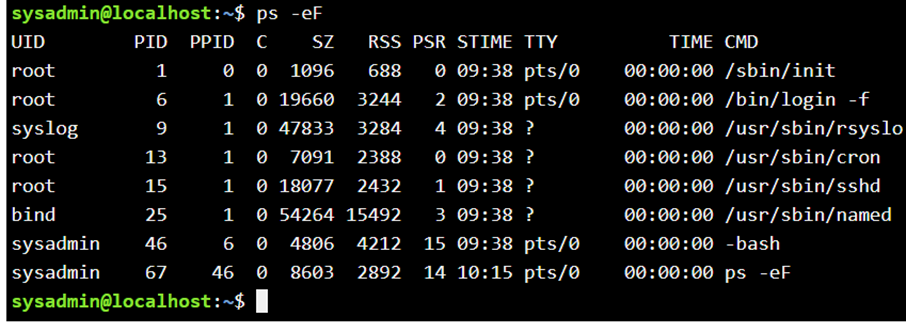 sysadmin@localhost:~$ ps -eF
UID        PID  PPID  C    SZ   RSS PSR STIME TTY          TIME CMD
root         1     0  0  1096   688   0 09:38 pts/0    00:00:00 /sbin/init
root         6     1  0 19660  3244   2 09:38 pts/0    00:00:00 /bin/login -f
syslog       9     1  0 47833  3284   4 09:38 ?        00:00:00 /usr/sbin/rsyslo
root        13     1  0  7091  2388   0 09:38 ?        00:00:00 /usr/sbin/cron
root        15     1  0 18077  2432   1 09:38 ?        00:00:00 /usr/sbin/sshd
bind        25     1  0 54264 15492   3 09:38 ?        00:00:00 /usr/sbin/named
sysadmin    46     6  0  4806  4212  15 09:38 pts/0    00:00:00 -bash
sysadmin    67    46  0  8603  2892  14 10:15 pts/0    00:00:00 ps -eF
sysadmin@localhost:~$